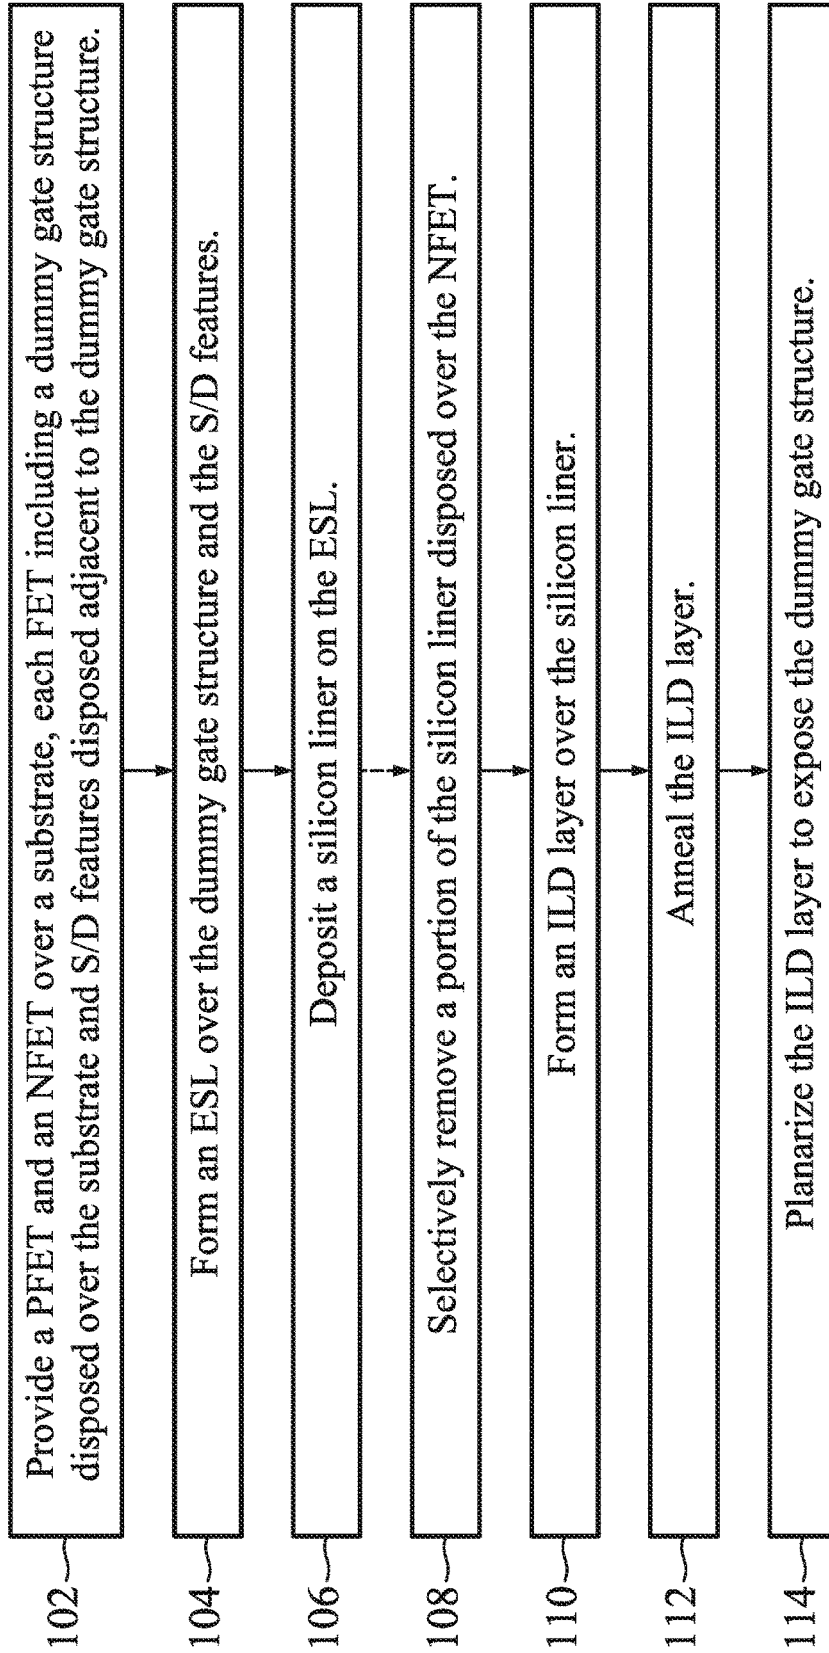 102
Provide a PFET and an NFET over a substrate, each FET including a dummy gate structure
disposed over the substrate and S/D features disposed adjacent to the dummy gate structure.
104
Form an ESL over the dummy gate structure and the S/D features.
106
Deposit a silicon liner on the ESL.
108
Selectively remove a portion of the silicon liner disposed over the NFET.
110
Form an ILD layer over the silicon liner.
112
Anneal the ILD layer.
114
Planarize the ILD layer to expose the dummy gate structure.